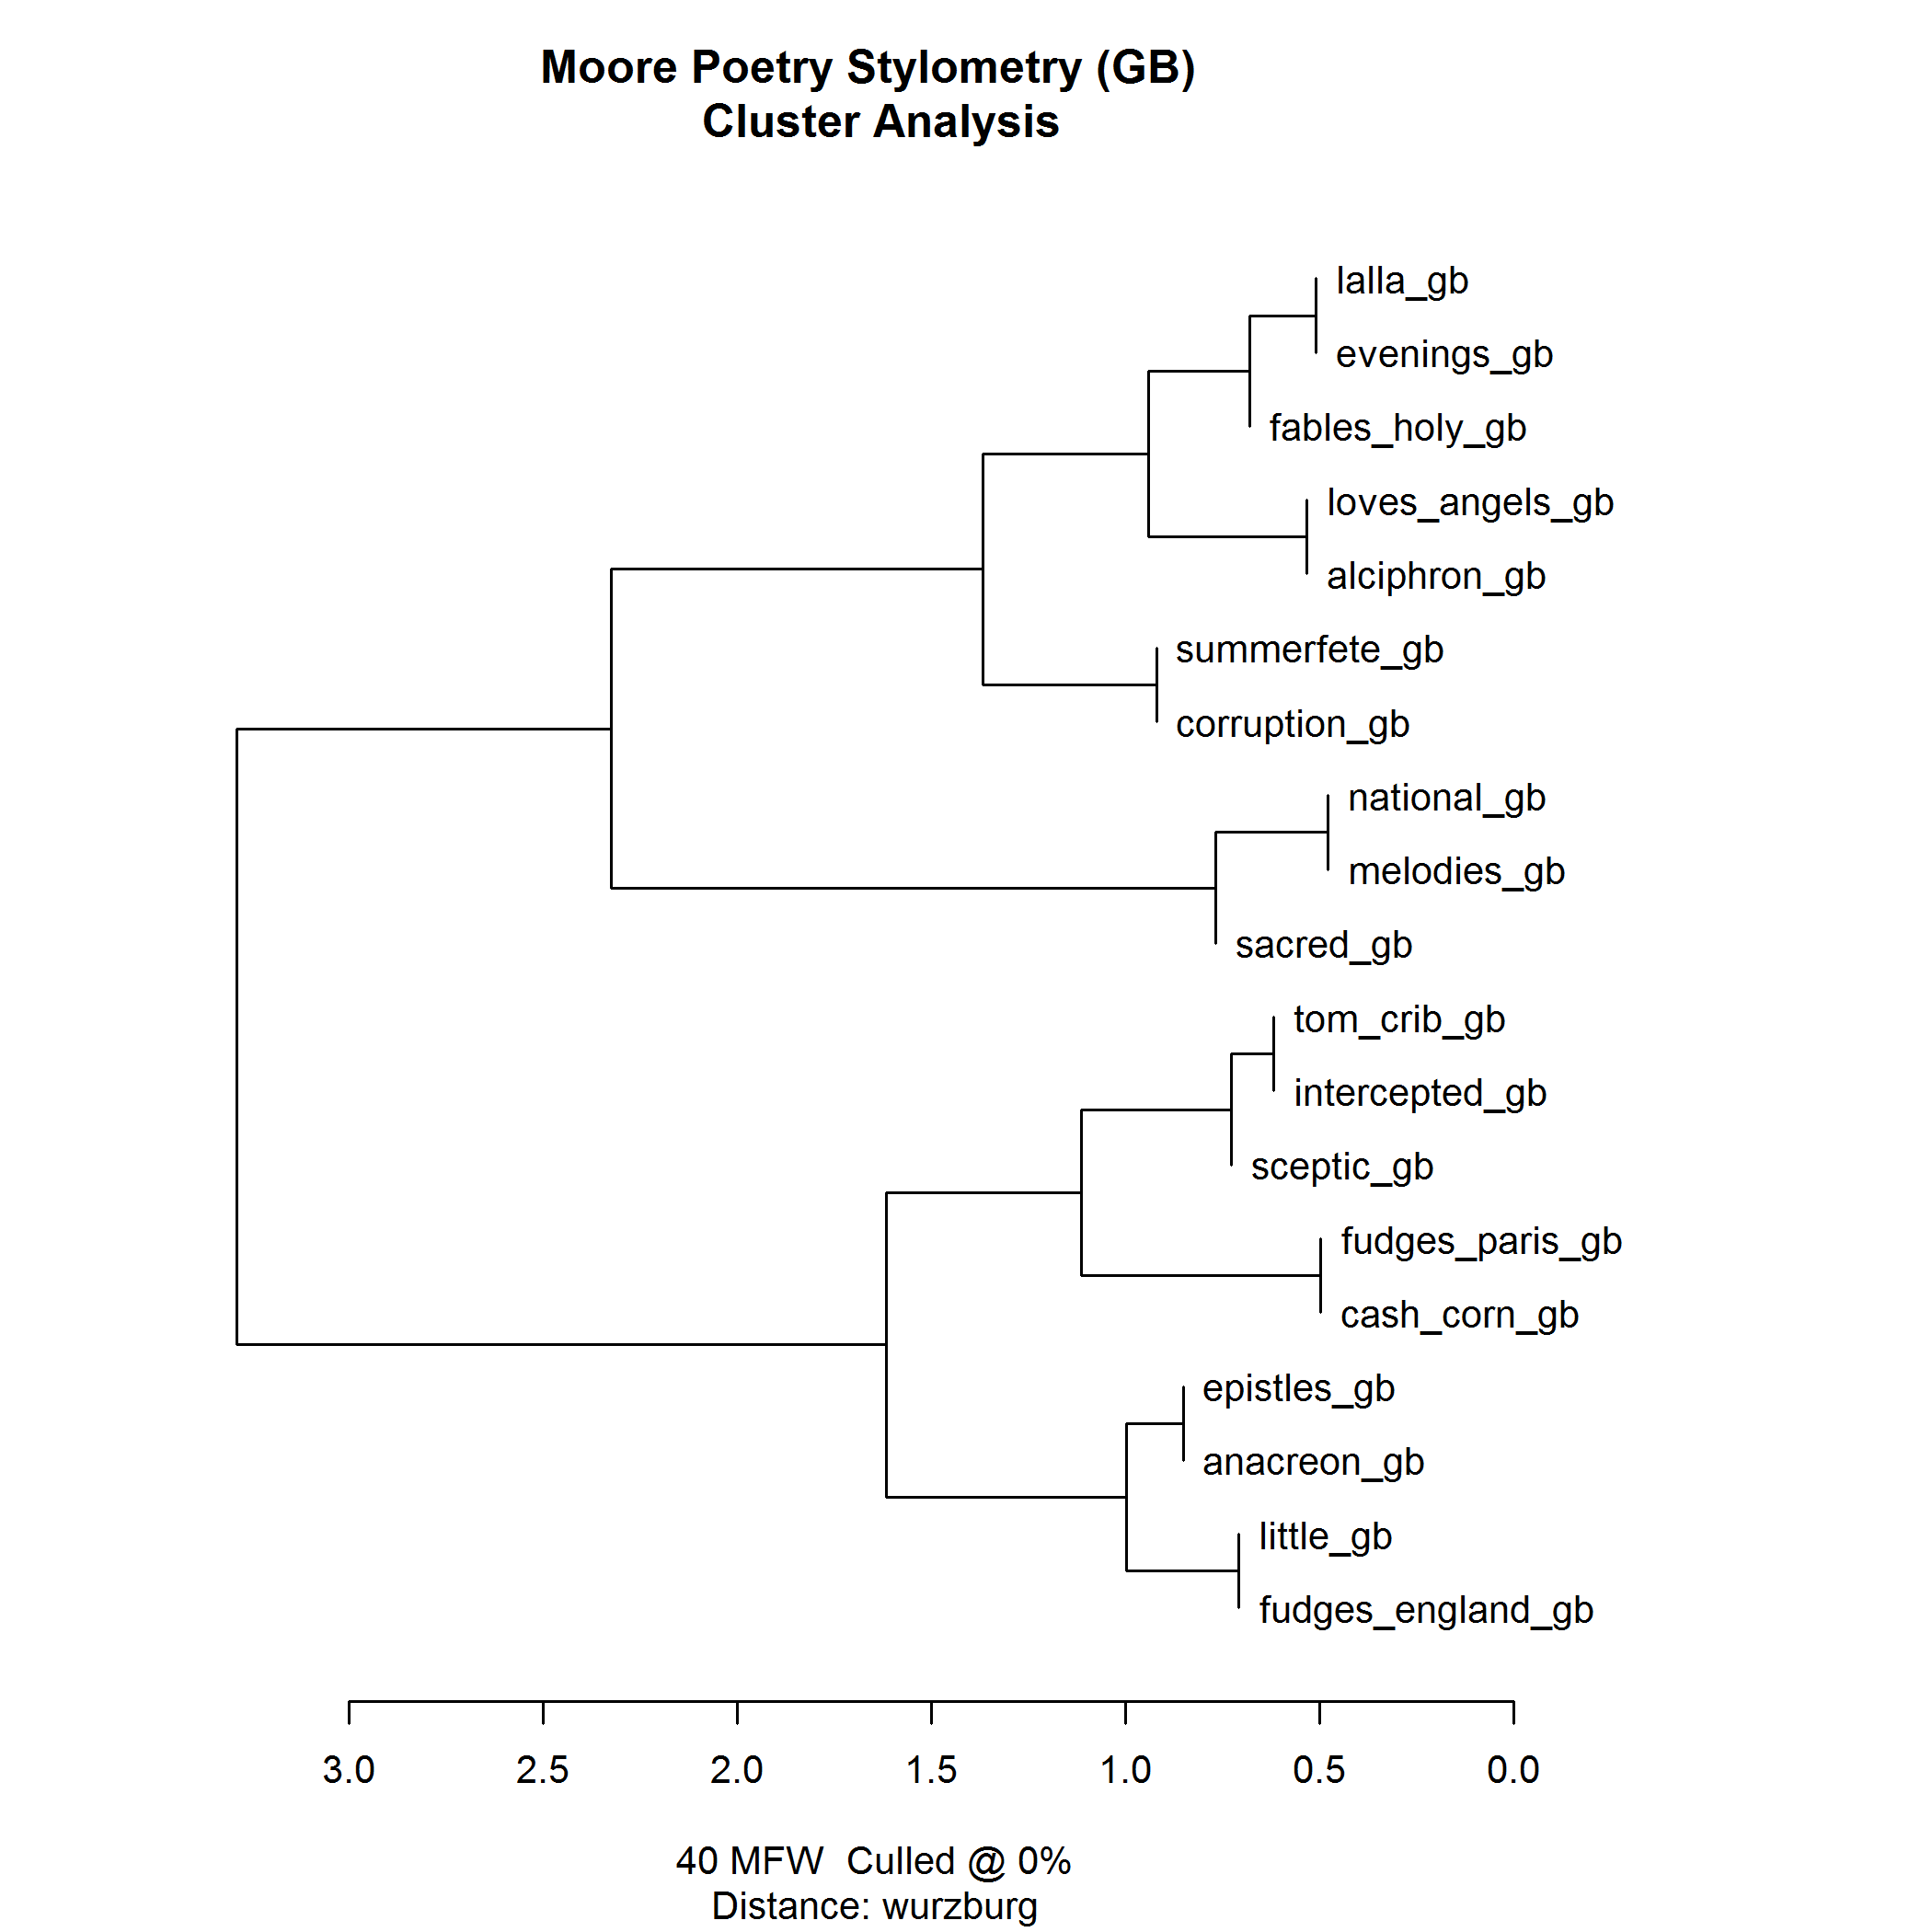 Moore Poetry Stylometry (GB)
Cluster Analysis
lalla_gb
evenings_gb
fables_holy_gb
loves_angels_gb
alciphron_gb
summerfete_gb
corruption_gb
national_gb
melodies_gb
sacred_gb
tom_crib_gb
intercepted_gb
sceptic_gb
fudges_paris_gb
cash_corn_gb
epistles_gb
anacreon_gb
little_gb
fudges_england_gb
3.0 2.5 2.0 1.5 1.0 0.5 0.0
40 MFW  Culled @ 0%
Distance: wurzburg